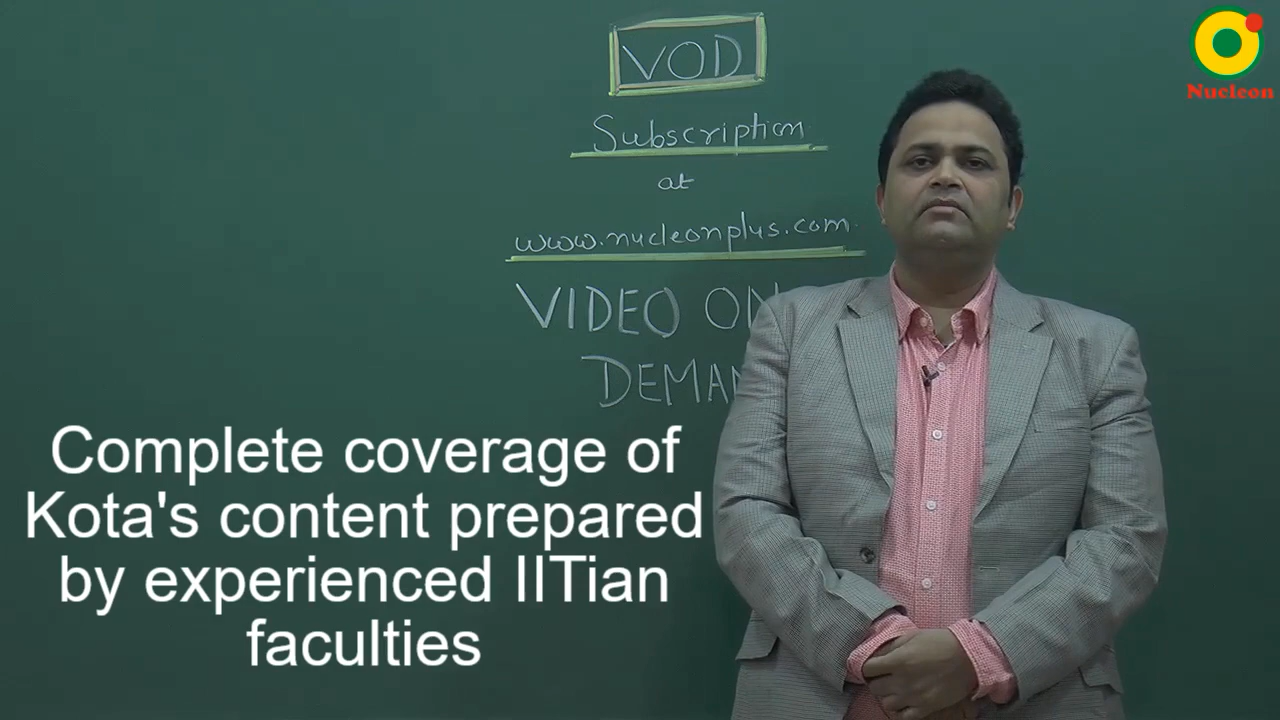 VOD
Subscription
at
www.nucleonplus.com
VIDEO ON
DEMAN
Complete coverage of
Kota's content prepared
by experienced IITian
faculties
Nucleon